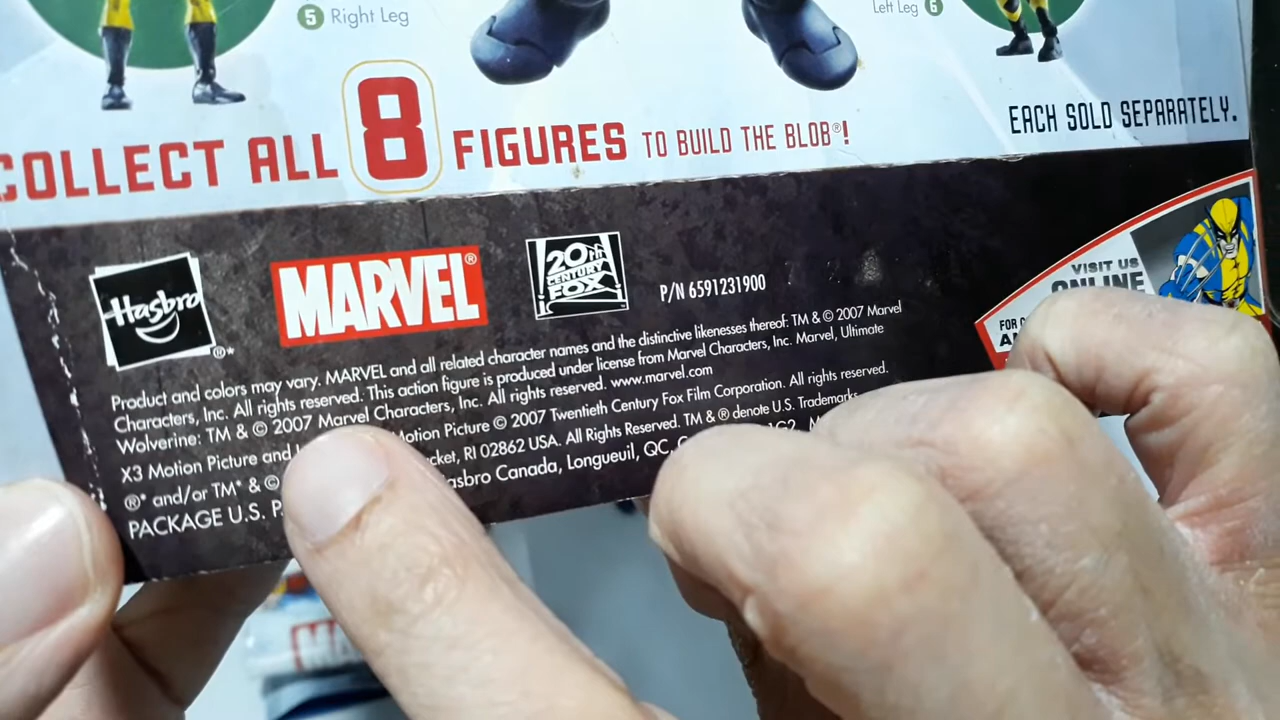 5 Right Leg
Left Leg 6
COLLECT ALL 8 FIGURES TO BUILD THE BLOB®!
EACH SOLD SEPARATELY.
Hasbro ®*
MARVEL®
20th CENTURY FOX
P/N 6591231900
VISIT US
ONLINE
FOR
Product and colors may vary. MARVEL and all related character names and the distinctive likenesses thereof: TM & © 2007 Marvel
Characters, Inc. All rights reserved. This action figure is produced under license from Marvel Characters, Inc. Marvel, Ultimate
Wolverine: TM & © 2007 Marvel Characters, Inc. All rights reserved. www.marvel.com
X3 Motion Picture and Motion Picture © 2007 Twentieth Century Fox Film Corporation. All rights reserved.
®* and/or TM* & © cket, RI 02862 USA. All Rights Reserved. TM & ® denote U.S. Trademarks
PACKAGE U.S. P asbro Canada, Longueuil, QC,
MAR